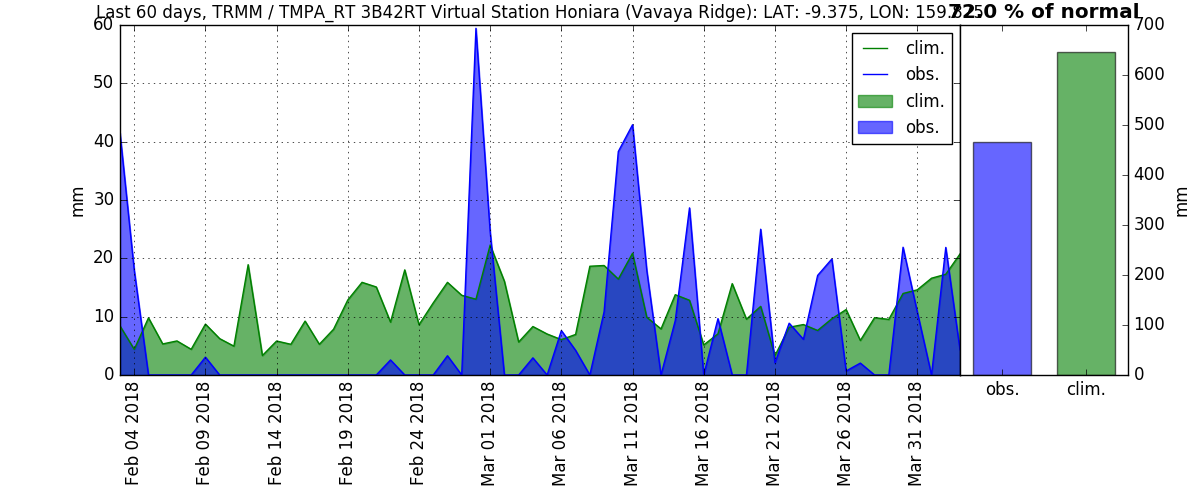 Last 60 days, TRMM / TMPA_RT 3B42RT Virtual Station Honiara (Vavaya Ridge): LAT: -9.375, LON:
72.0 % of normal
60
50
40
30
20
10
0
mm
clim.
obs.
clim.
obs.
Feb 04 2018
Feb 09 2018
Feb 14 2018
Feb 19 2018
Feb 24 2018
Mar 01 2018
Mar 06 2018
Mar 11 2018
Mar 16 2018
Mar 21 2018
Mar 26 2018
Mar 31 2018
700
600
500
400
300
200
100
0
mm
obs.
clim.